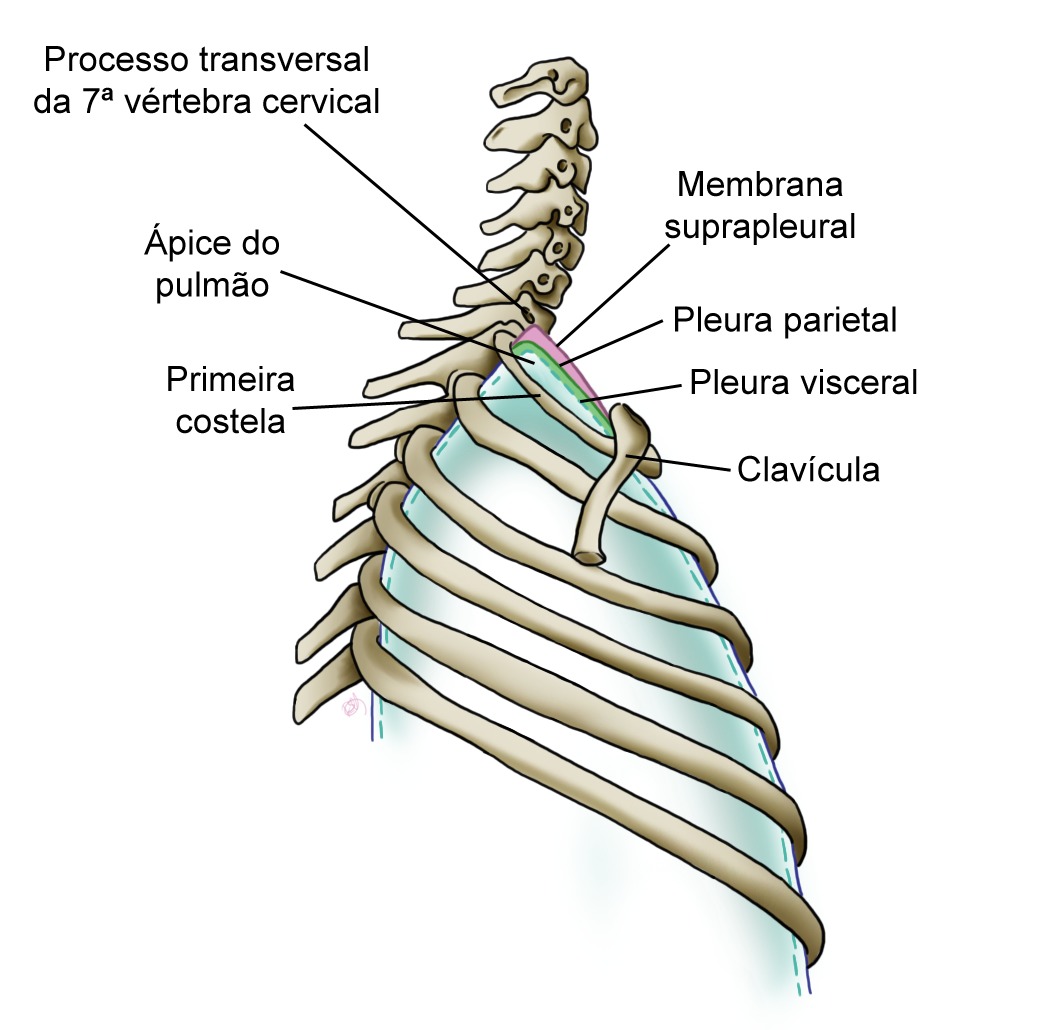 Processo transversal
da 7ª vértebra cervical
Membrana
suprapleural
Ápice do
pulmão
Pleura parietal
Primeira
costela
Pleura visceral
Clavícula